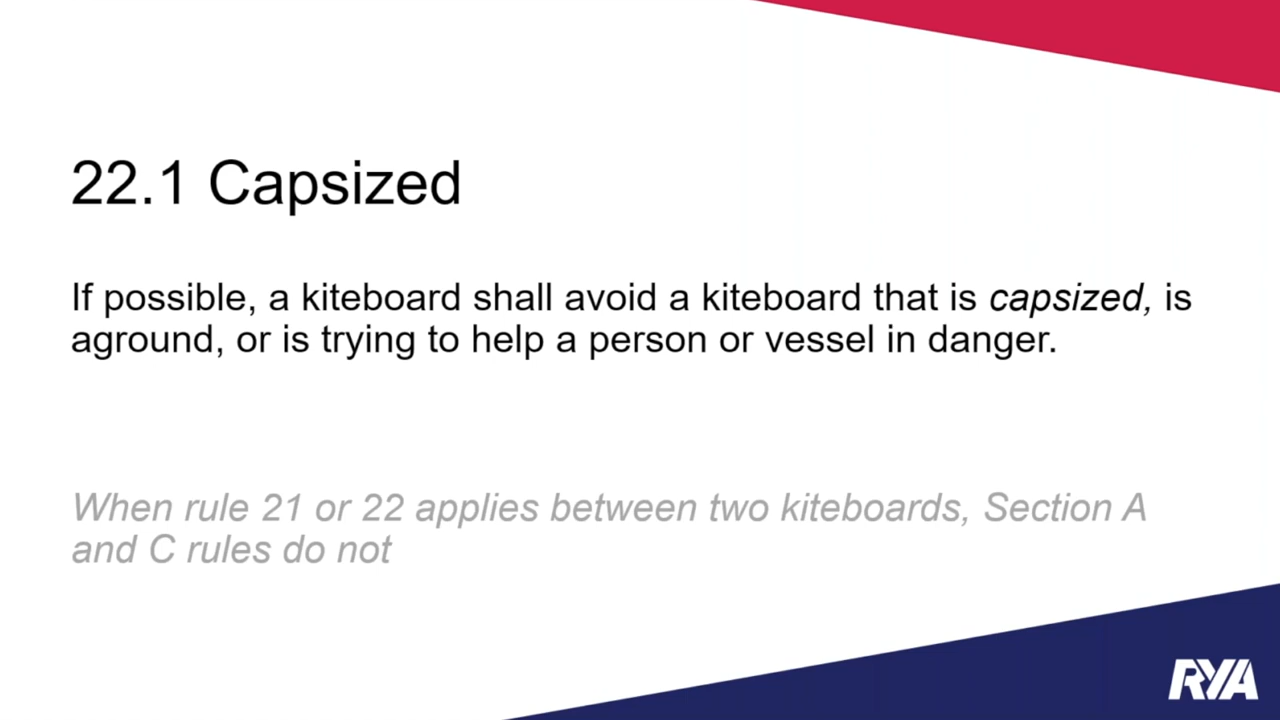 22.1 Capsized
If possible, a kiteboard shall avoid a kiteboard that is capsized, is
aground, or is trying to help a person or vessel in danger.
When rule 21 or 22 applies between two kiteboards, Section A
and C rules do not
RYA